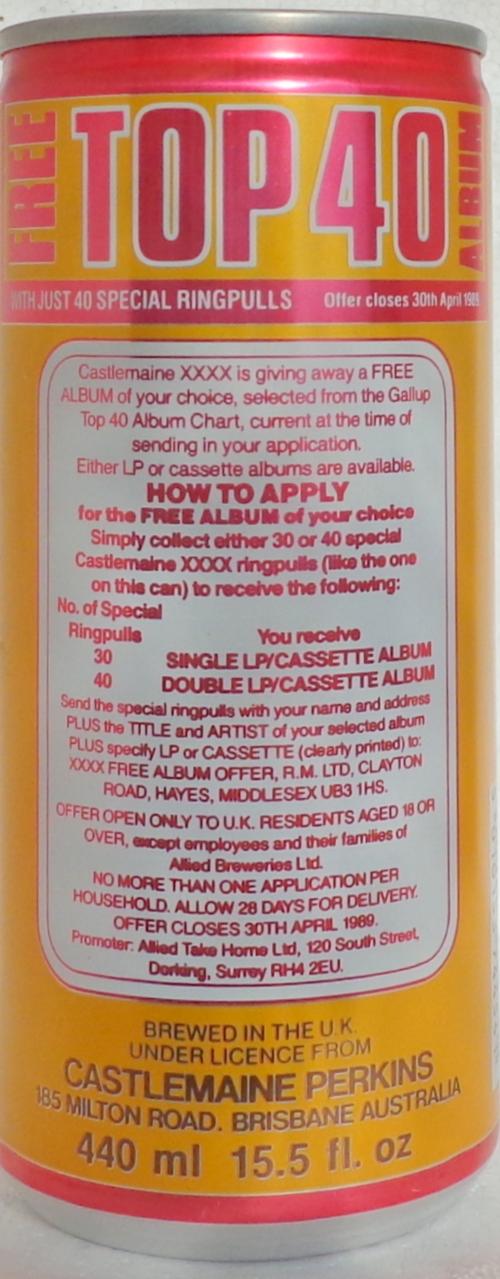 FREE TOP 40 ALBUM
WITH JUST 40 SPECIAL RINGPULLS Offer closes 30th April 1989
Castlemaine XXXX is giving away a FREE
ALBUM of your choice, selected from the Gallup
Top 40 Album Chart, current at the time of
sending in your application.
Either LP or cassette albums are available.
HOW TO APPLY
for the FREE ALBUM of your choice
Simply collect either 30 or 40 special
Castlemaine XXXX ringpulls (like the one
on this can) to receive the following:
No. of Special
Ringpulls You receive
30 SINGLE LP/CASSETTE ALBUM
40 DOUBLE LP/CASSETTE ALBUM
Send the special ringpulls with your name and address
PLUS the TITLE and ARTIST of your selected album
PLUS specify LP or CASSETTE (clearly printed) to:
XXXX FREE ALBUM OFFER, R.M. LTD, CLAYTON
ROAD, HAYES, MIDDLESEX UB3 1HS.
OFFER OPEN ONLY TO U.K. RESIDENTS AGED 18 OR
OVER, except employees and their families of
Allied Breweries Ltd.
NO MORE THAN ONE APPLICATION PER
HOUSEHOLD. ALLOW 28 DAYS FOR DELIVERY.
OFFER CLOSES 30TH APRIL 1989.
Promoter: Allied Take Home Ltd, 120 South Street,
Dorking, Surrey RH4 2EU.
BREWED IN THE U.K.
UNDER LICENCE FROM
CASTLEMAINE PERKINS
185 MILTON ROAD. BRISBANE AUSTRALIA
440 ml 15.5 fl. oz